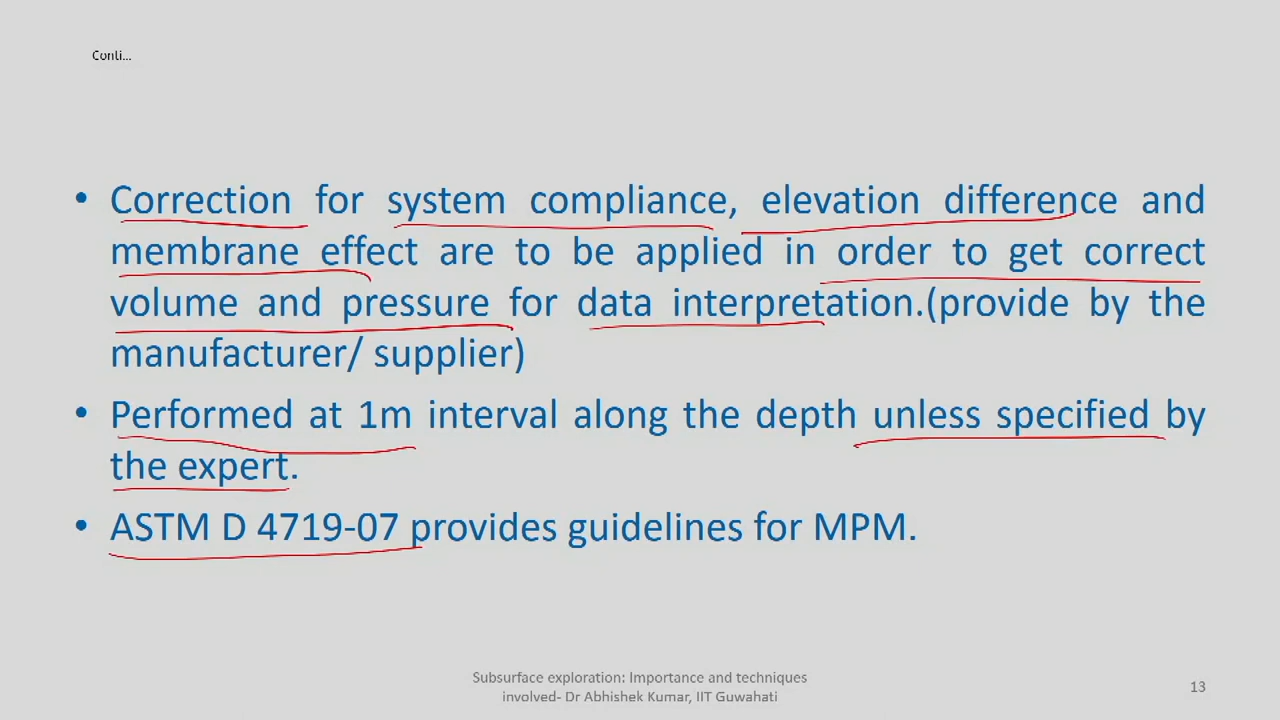 Conti...
• Correction for system compliance, elevation difference and
membrane effect are to be applied in order to get correct
volume and pressure for data interpretation.(provide by the
manufacturer/ supplier)
• Performed at 1m interval along the depth unless specified by
the expert.
• ASTM D 4719-07 provides guidelines for MPM.
Subsurface exploration: Importance and techniques
involved- Dr Abhishek Kumar, IIT Guwahati
13